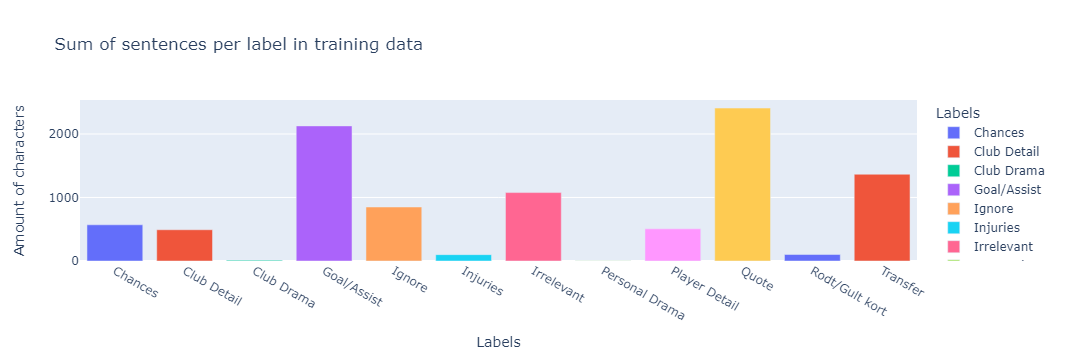 Sum of sentences per label in training data
Amount of characters
2000
1000
0
Chances
Club Detail
Club Drama
Goal/Assist
Ignore
Injuries
Irrelevant
Personal Drama
Player Detail
Quote
Rodt/Gult kort
Transfer
Labels
Labels
Chances
Club Detail
Club Drama
Goal/Assist
Ignore
Injuries
Irrelevant